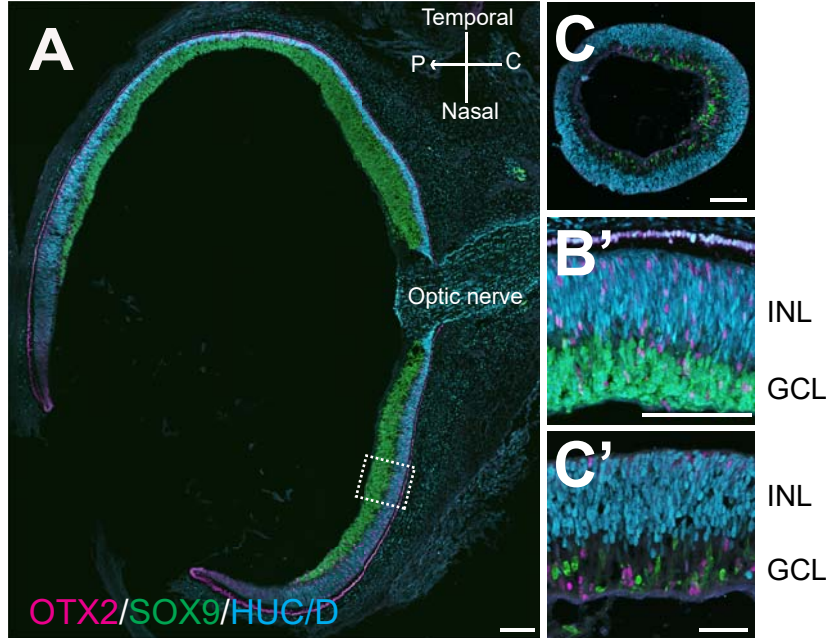 A
Temporal
P C
Nasal
Optic nerve
OTX2/SOX9/HUC/D
C
B’
INL
GCL
C’
INL
GCL